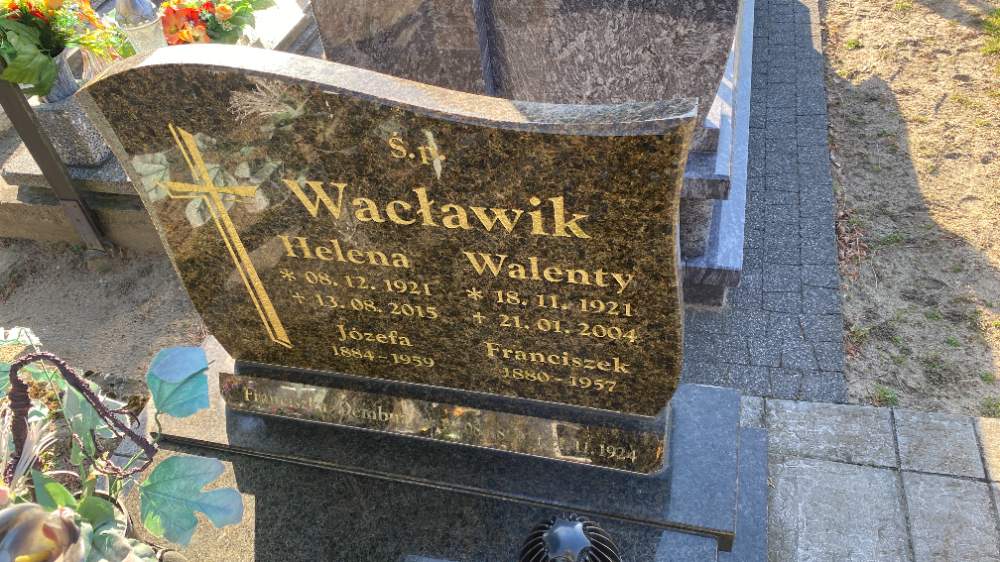 Ś.P.
Wacławik
Helena
* 08. 12. 1921
+ 13. 08. 2015
Walenty
* 18. 11. 1921
+ 21. 01. 2004
Józefa
1884-1959
Franciszek
1880-1957
11. 1924